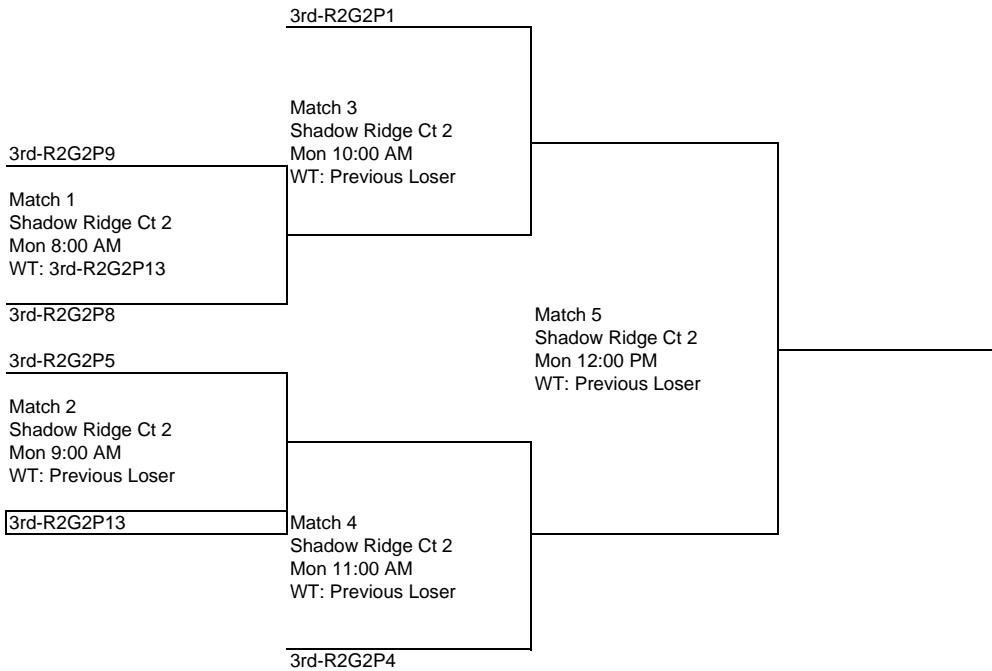 3rd-R2G2P1
Match 3
Shadow Ridge Ct 2
Mon 10:00 AM
WT: Previous Loser
3rd-R2G2P9
Match 1
Shadow Ridge Ct 2
Mon 8:00 AM
WT: 3rd-R2G2P13
3rd-R2G2P8
Match 5
Shadow Ridge Ct 2
Mon 12:00 PM
WT: Previous Loser
3rd-R2G2P5
Match 2
Shadow Ridge Ct 2
Mon 9:00 AM
WT: Previous Loser
3rd-R2G2P13
Match 4
Shadow Ridge Ct 2
Mon 11:00 AM
WT: Previous Loser
3rd-R2G2P4